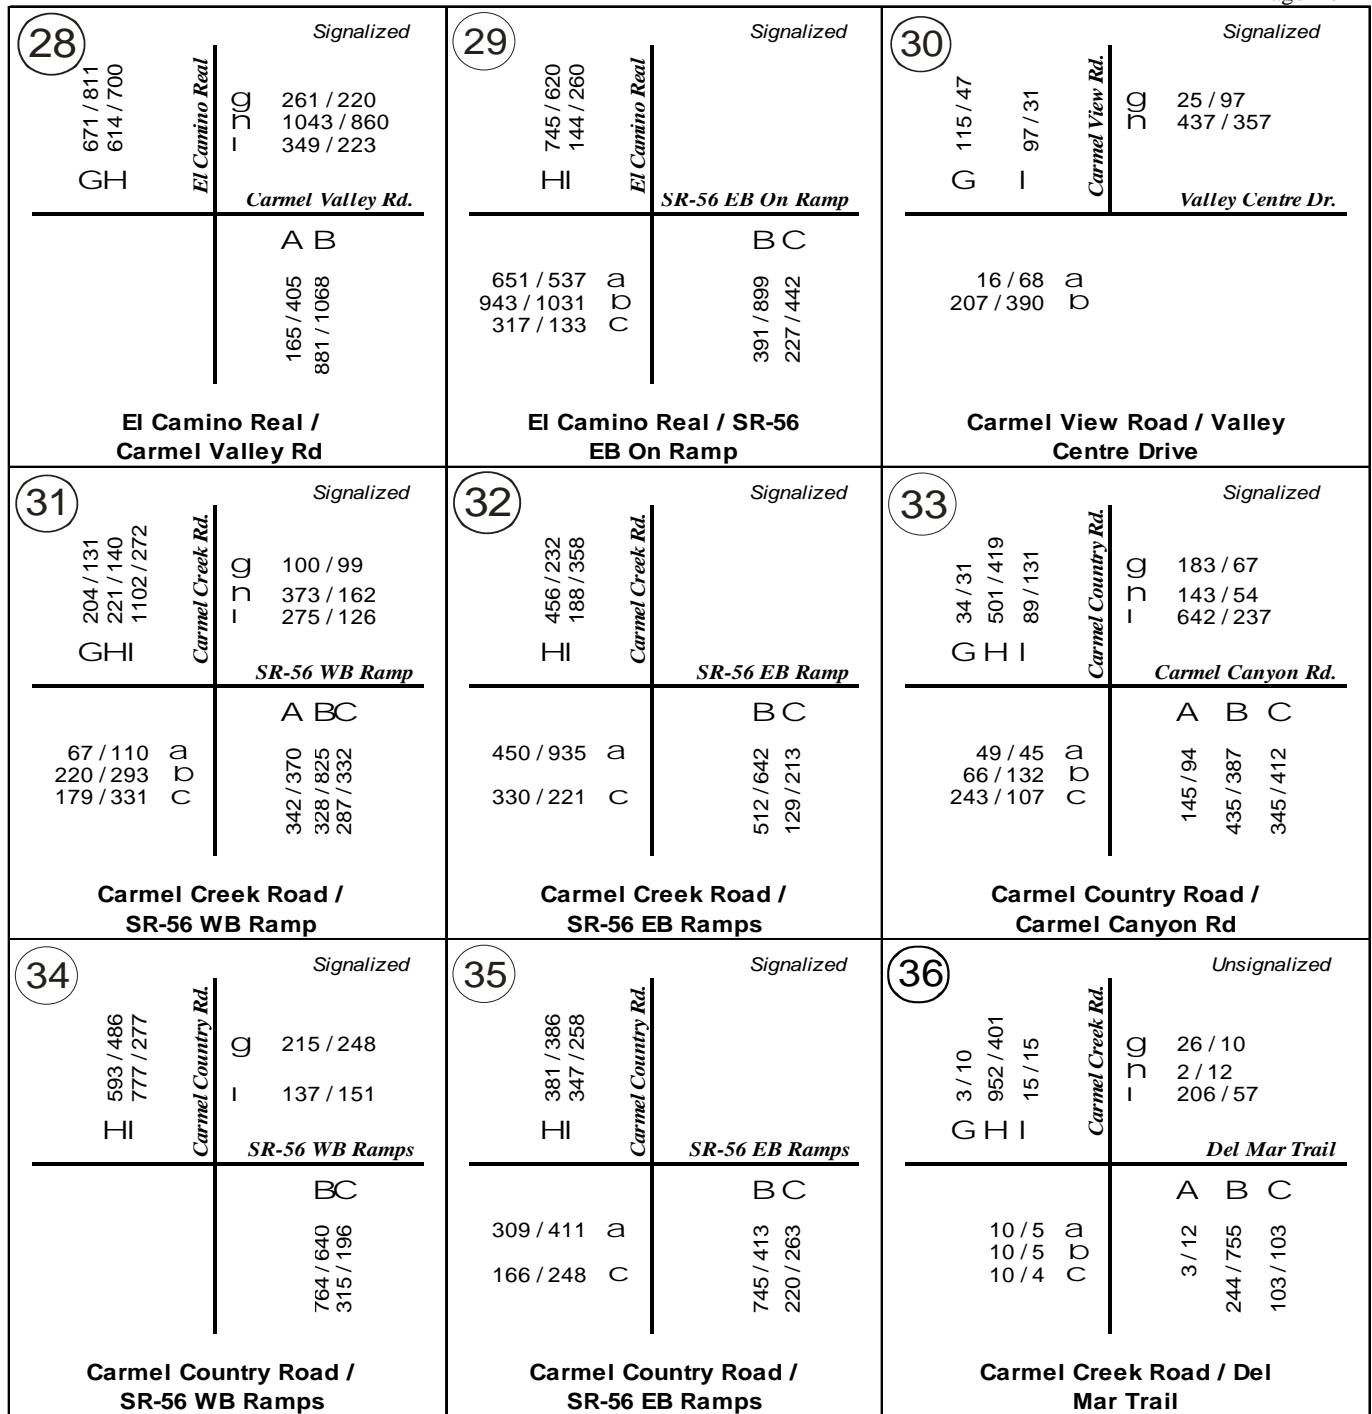 28
Signalized
671 / 811
614 / 700
GH
El Camino Real
g 261 / 220
h 1043 / 860
i 349 / 223
Carmel Valley Rd.
A B
165 / 405
881 / 1068
El Camino Real /
Carmel Valley Rd
29
Signalized
745 / 620
144 / 260
HI
El Camino Real
SR-56 EB On Ramp
651 / 537 a
943 / 1031 b
317 / 133 c
B C
391 / 899
227 / 442
El Camino Real / SR-56
EB On Ramp
30
Signalized
115 / 47
97 / 31
G I
Carmel View Rd.
g 25 / 97
h 437 / 357
Valley Centre Dr.
16 / 68 a
207 / 390 b
Carmel View Road / Valley
Centre Drive
31
Signalized
204 / 131
221 / 140
1102 / 272
GHI
Carmel Creek Rd.
g 100 / 99
h 373 / 162
i 275 / 126
SR-56 WB Ramp
67 / 110 a
220 / 293 b
179 / 331 c
A BC
342 / 370
328 / 825
287 / 332
Carmel Creek Road /
SR-56 WB Ramp
32
Signalized
456 / 232
188 / 358
HI
Carmel Creek Rd.
SR-56 EB Ramp
450 / 935 a
330 / 221 c
B C
512 / 642
129 / 213
Carmel Creek Road /
SR-56 EB Ramps
33
Signalized
34 / 31
501 / 419
89 / 131
G H I
Carmel Country Rd.
g 183 / 67
h 143 / 54
i 642 / 237
Carmel Canyon Rd.
49 / 45 a
66 / 132 b
243 / 107 c
A B C
145 / 94
435 / 387
345 / 412
Carmel Country Road /
Carmel Canyon Rd
34
Signalized
593 / 486
777 / 277
HI
Carmel Country Rd.
g 215 / 248
i 137 / 151
SR-56 WB Ramps
BC
764 / 640
315 / 196
Carmel Country Road /
SR-56 WB Ramps
35
Signalized
381 / 386
347 / 258
HI
Carmel Country Rd.
SR-56 EB Ramps
309 / 411 a
166 / 248 c
B C
745 / 413
220 / 263
Carmel Country Road /
SR-56 EB Ramps
36
Unsignalized
3 / 10
952 / 401
15 / 15
G H I
Carmel Creek Rd.
g 26 / 10
h 2 / 12
i 206 / 57
Del Mar Trail
10 / 5 a
10 / 5 b
10 / 4 c
A B C
3 / 12
244 / 755
103 / 103
Carmel Creek Road / Del
Mar Trail